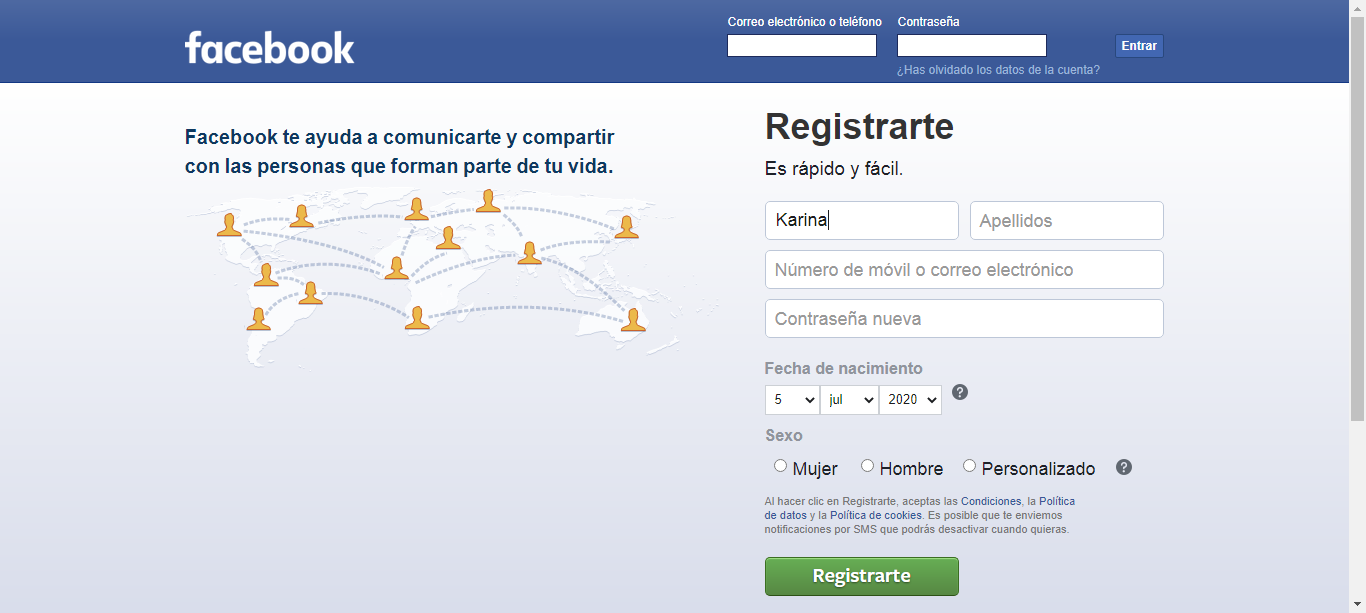 facebook
Correo electrónico o teléfono
Contraseña
Entrar
¿Has olvidado los datos de la cuenta?
Facebook te ayuda a comunicarte y compartir
con las personas que forman parte de tu vida.
Registrarte
Es rápido y fácil.
Karina
Apellidos
Número de móvil o correo electrónico
Contraseña nueva
Fecha de nacimiento
5 jul 2020 ?
Sexo
Mujer Hombre Personalizado ?
Al hacer clic en Registrarte, aceptas las Condiciones, la Política
de datos y la Política de cookies. Es posible que te enviemos
notificaciones por SMS que podrás desactivar cuando quieras.
Registrarte